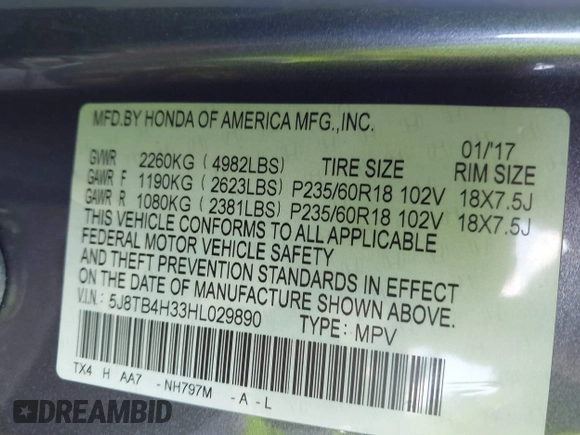 MFD.BY HONDA OF AMERICA MFG.,INC.
01/'17
GVWR 2260KG ( 4982LBS) TIRE SIZE RIM SIZE
GAWR F 1190KG ( 2623LBS) P235/60R18 102V 18X7.5J
GAWR R 1080KG ( 2381LBS) P235/60R18 102V 18X7.5J
THIS VEHICLE CONFORMS TO ALL APPLICABLE
FEDERAL MOTOR VEHICLE SAFETY
AND THEFT PREVENTION STANDARDS IN EFFECT
ON THE DATE OF MANUFACTURE SHOWN ABOVE.
V.I.N.: 5J8TB4H33HL029890 TYPE: MPV
TX4 H AA7 - NH797M - A - L
DREAMBID